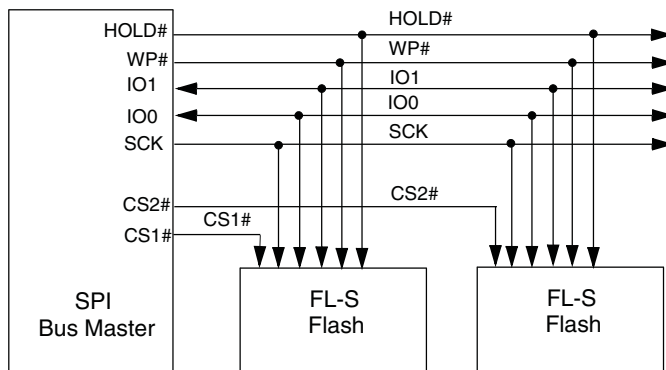 HOLD# HOLD#
WP# WP#
IO1 IO1
IO0 IO0
SCK SCK
CS2# CS2#
CS1# CS1#
SPI
Bus Master
FL-S
Flash
FL-S
Flash